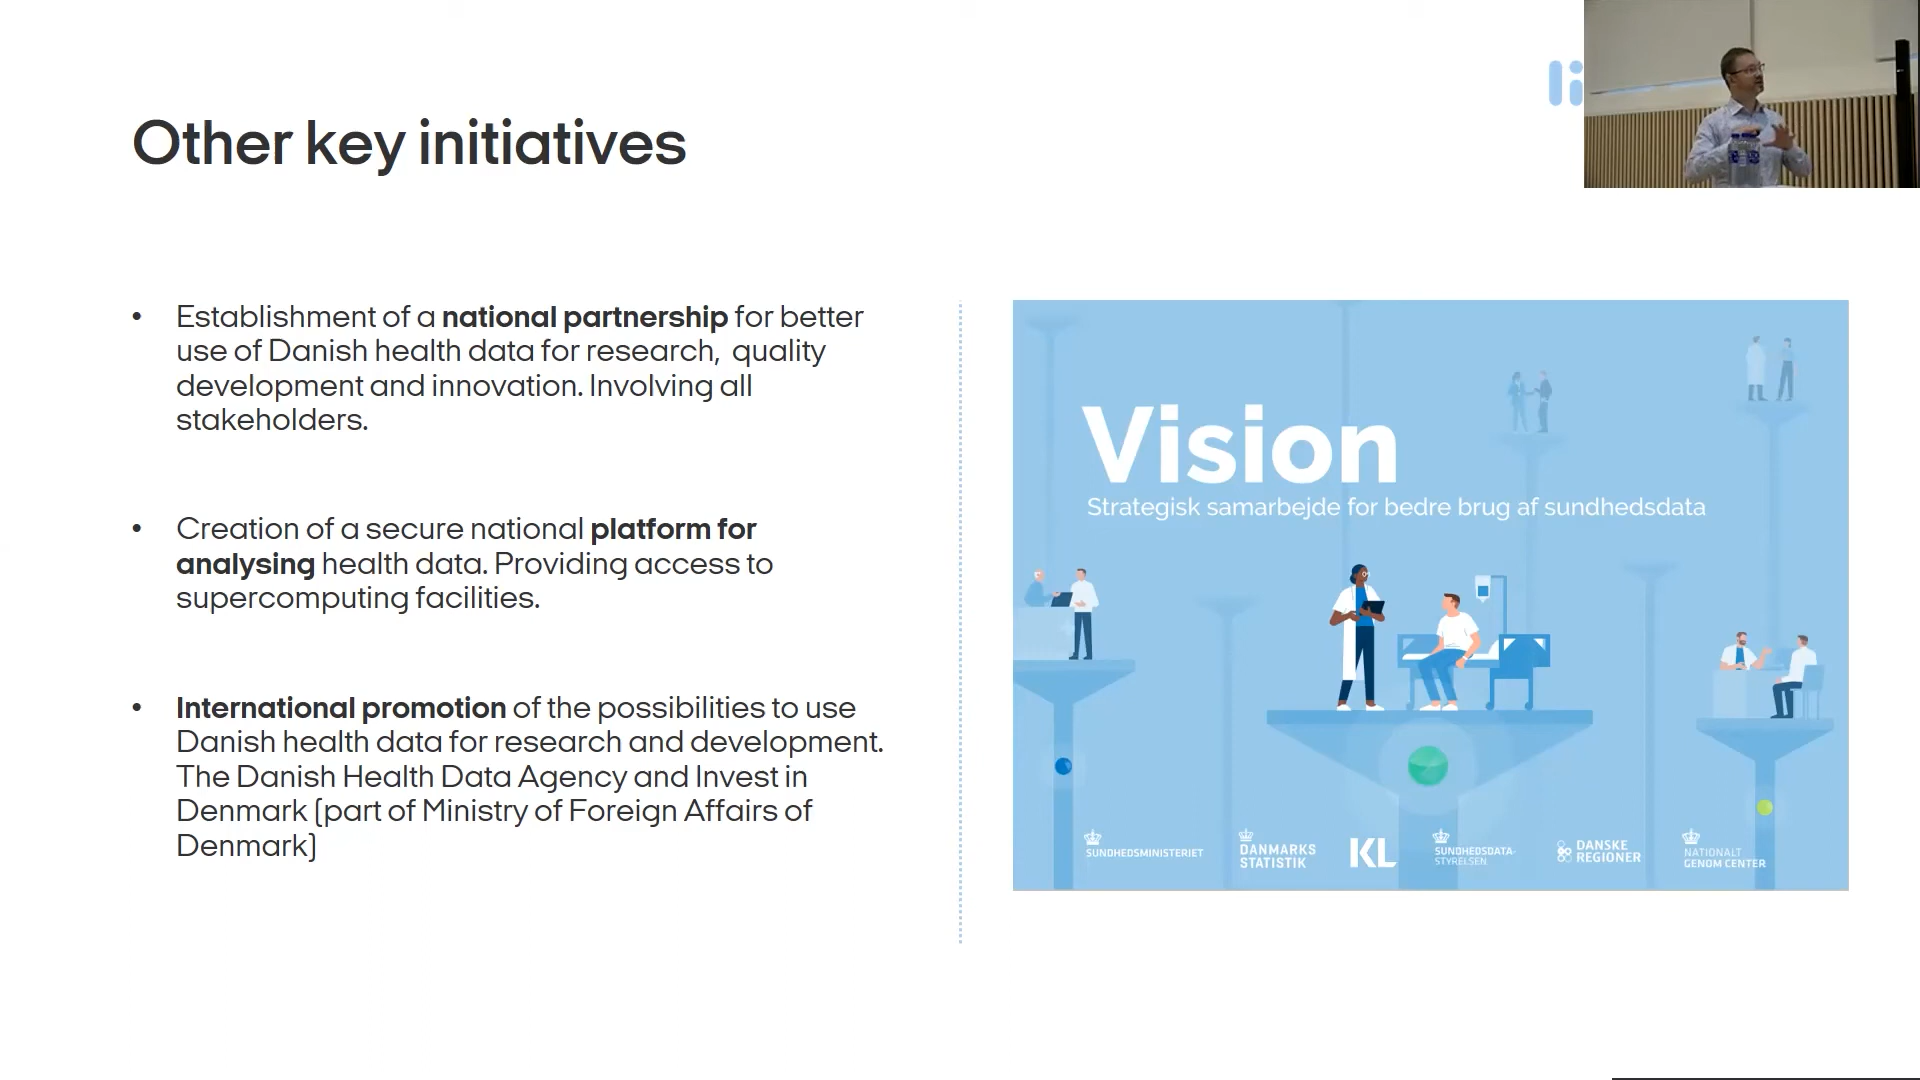 Other key initiatives
• Establishment of a national partnership for better
use of Danish health data for research, quality
development and innovation. Involving all
stakeholders.
• Creation of a secure national platform for
analysing health data. Providing access to
supercomputing facilities.
• International promotion of the possibilities to use
Danish health data for research and development.
The Danish Health Data Agency and Invest in
Denmark (part of Ministry of Foreign Affairs of
Denmark)
Vision
Strategisk samarbejde for bedre brug af sundhedsdata
SUNDHEDSMINISTERIET
DANMARKS
STATISTIK
KL
SUNDHEDSDATA-
STYRELSEN
DANSKE
REGIONER
NATIONALT
GENOM CENTER